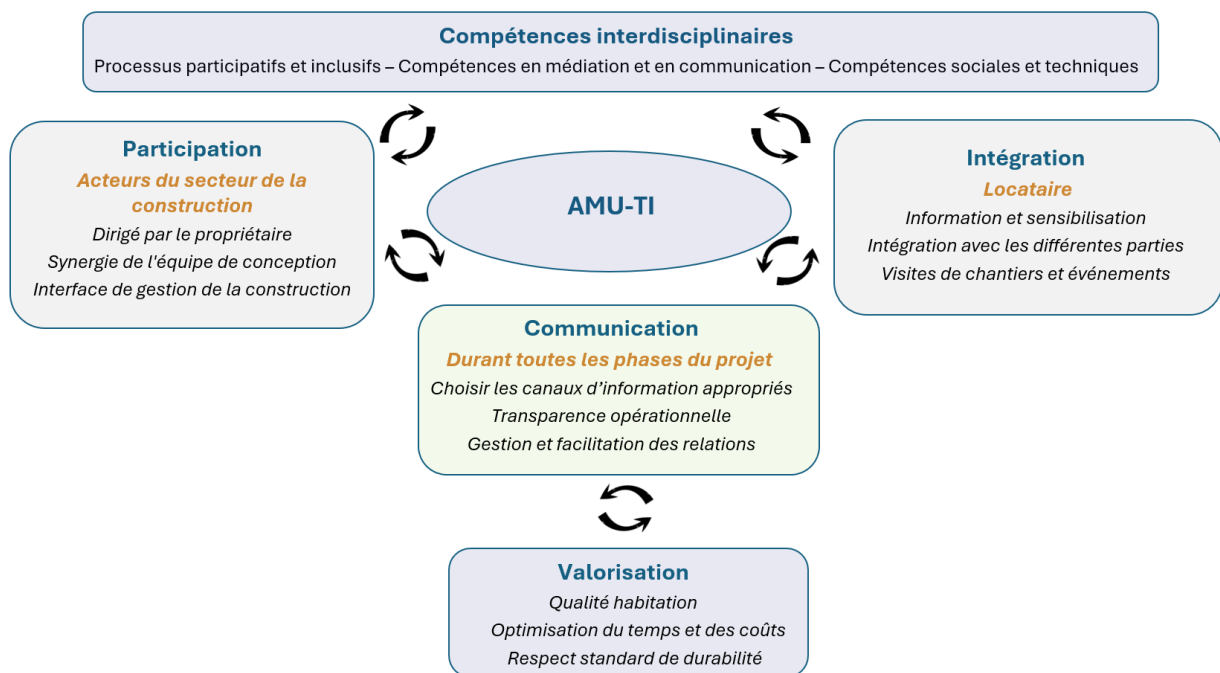 Compétences interdisciplinaires
Processus participatifs et inclusifs – Compétences en médiation et en communication – Compétences sociales et techniques
Participation
Acteurs du secteur de la
construction
Dirigé par le propriétaire
Synergie de l'équipe de conception
Interface de gestion de la construction
AMU-TI
Intégration
Locataire
Information et sensibilisation
Intégration avec les différentes parties
Visites de chantiers et événements
Communication
Durant toutes les phases du projet
Choisir les canaux d’information appropriés
Transparence opérationnelle
Gestion et facilitation des relations
Valorisation
Qualité habitation
Optimisation du temps et des coûts
Respect standard de durabilité